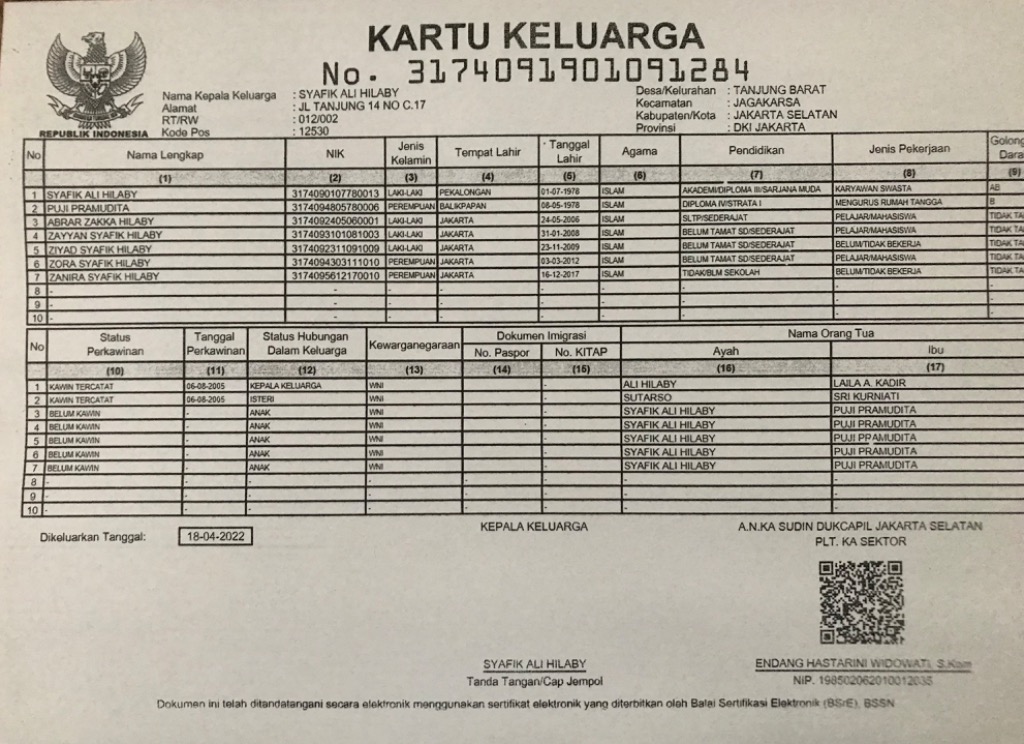 KARTU KELUARGA
No. 3174091901091284
REPUBLIK INDONESIA
Nama Kepala Keluarga : SYAFIK ALI HILABY
Alamat : JL TANJUNG 14 NO C.17
RT/RW : 012/002
Kode Pos : 12530
Desa/Kelurahan : TANJUNG BARAT
Kecamatan : JAGAKARSA
Kabupaten/Kota : JAKARTA SELATAN
Provinsi : DKI JAKARTA
No Nama Lengkap NIK Jenis Kelamin Tempat Lahir Tanggal Lahir Agama Pendidikan Jenis Pekerjaan Golong Dara
(1) (2) (3) (4) (5) (6) (7) (8) (9)
1 SYAFIK ALI HILABY 3174090107780013 LAKI-LAKI PEKALONGAN 01-07-1978 ISLAM AKADEMI/DIPLOMA III/SARJANA MUDA KARYAWAN SWASTA AB
2 PUJI PRAMUDITA 3174094805780006 PEREMPUAN BALIKPAPAN 08-05-1978 ISLAM DIPLOMA IV/STRATA I MENGURUS RUMAH TANGGA B
3 ABRAR ZAKKA HILABY 3174092405060001 LAKI-LAKI JAKARTA 24-05-2006 ISLAM SLTP/SEDERAJAT PELAJAR/MAHASISWA TIDAK TA
4 ZAYYAN SYAFIK HILABY 3174093101081003 LAKI-LAKI JAKARTA 31-01-2008 ISLAM BELUM TAMAT SD/SEDERAJAT PELAJAR/MAHASISWA TIDAK TA
5 ZIYAD SYAFIK HILABY 3174092311091009 LAKI-LAKI JAKARTA 23-11-2009 ISLAM BELUM TAMAT SD/SEDERAJAT BELUM/TIDAK BEKERJA TIDAK TA
6 ZORA SYAFIK HILABY 3174094303111010 PEREMPUAN JAKARTA 03-03-2012 ISLAM BELUM TAMAT SD/SEDERAJAT PELAJAR/MAHASISWA TIDAK TA
7 ZANIRA SYAFIK HILABY 3174095612170010 PEREMPUAN JAKARTA 16-12-2017 ISLAM TIDAK/BLM SEKOLAH BELUM/TIDAK BEKERJA TIDAK TA
8 - - - - - - - - -
9 - - - - - - - - -
10 - - - - - - - - -
No Status Perkawinan Tanggal Perkawinan Status Hubungan Dalam Keluarga Kewarganegaraan Dokumen Imigrasi Nama Orang Tua
No. Paspor No. KITAP Ayah Ibu
(10) (11) (12) (13) (14) (15) (16) (17)
1 KAWIN TERCATAT 06-08-2005 KEPALA KELUARGA WNI - ALI HILABY LAILA A. KADIR
2 KAWIN TERCATAT 06-08-2005 ISTERI WNI - - SUTARSO SRI KURNIATI
3 BELUM KAWIN - ANAK WNI - - SYAFIK ALI HILABY PUJI PRAMUDITA
4 BELUM KAWIN - ANAK WNI - - SYAFIK ALI HILABY PUJI PRAMUDITA
5 BELUM KAWIN - ANAK WNI - - SYAFIK ALI HILABY PUJI PRAMUDITA
6 BELUM KAWIN - ANAK WNI - - SYAFIK ALI HILABY PUJI PRAMUDITA
7 BELUM KAWIN - ANAK WNI - - SYAFIK ALI HILABY PUJI PRAMUDITA
8 - - - - - - - -
9 - - - - - - - -
10 - - - - - - - -
Dikeluarkan Tanggal: 18-04-2022
KEPALA KELUARGA
A.N.KA SUDIN DUKCAPIL JAKARTA SELATAN
PLT. KA SEKTOR
SYAFIK ALI HILABY
Tanda Tangan/Cap Jempol
ENDANG HASTARINI WIDOWATI, S.Kom
NIP. 198502062010012035
Dokumen ini telah ditandatangani secara elektronik menggunakan sertifikat elektronik yang diterbitkan oleh Balai Sertifikasi Elektronik (BSrE), BSSN